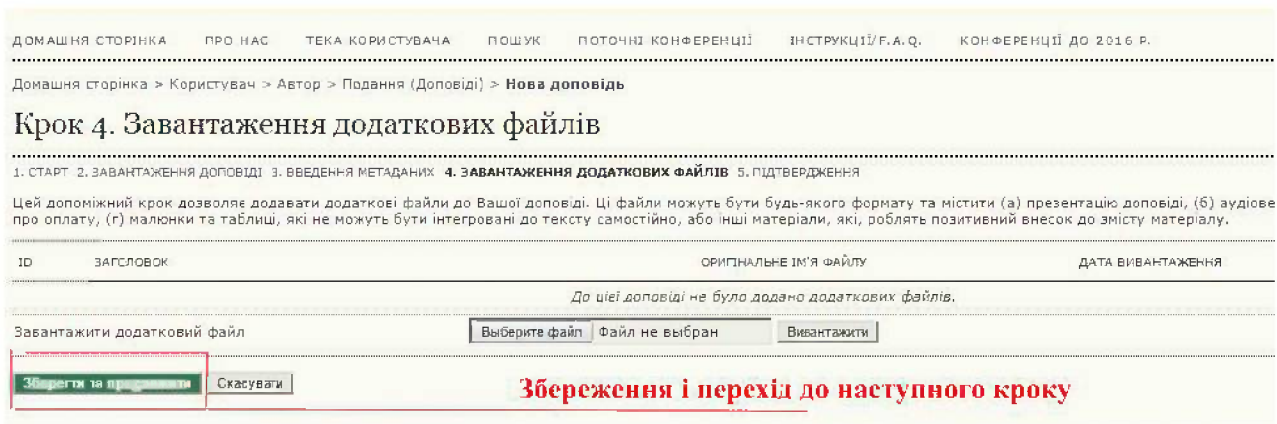 ДОМАШНЯ СТОРІНКА ПРО НАС ТЕКА КОРИСТУВАЧА ПОШУК ПОТОЧНІ КОНФЕРЕНЦІЇ ІНСТРУКЦІЇ/F.A.Q. КОНФЕРЕНЦІЇ ДО 2016 Р.
Домашня сторінка > Користувач > Автор > Подання (Доповіді) > Нова доповідь
Крок 4. Завантаження додаткових файлів
1. СТАРТ 2. ЗАВАНТАЖЕННЯ ДОПОВІДІ 3. ВВЕДЕННЯ МЕТАДАНИХ 4. ЗАВАНТАЖЕННЯ ДОДАТКОВИХ ФАЙЛІВ 5. ПІДТВЕРДЖЕННЯ
Цей допоміжний крок дозволяє додавати додаткові файли до Вашої доповіді. Ці файли можуть бути будь-якого формату та містити (а) презентацію доповіді, (б) аудіове
про оплату, (г) малюнки та таблиці, які не можуть бути інтегровані до тексту самостійно, або інші матеріали, які, роблять позитивний внесок до змісту матеріалу.
ID ЗАГОЛОВОК ОРИГІНАЛЬНЕ ІМ'Я ФАЙЛУ ДАТА ВИВАНТАЖЕННЯ
До цієї доповіді не було додано додаткових файлів.
Завантажити додатковий файл Выберите файл Файл не выбран Вивантажити
Зберегти та продовжити Скасувати Збереження і перехід до наступного кроку